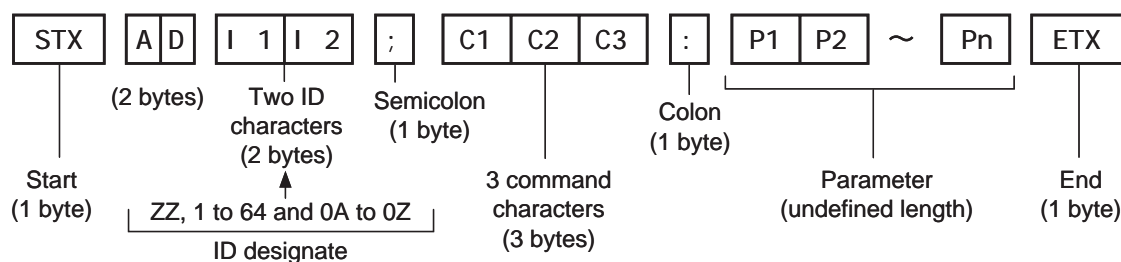 STX A D I 1 I 2 ; C1 C2 C3 : P1 P2 ～ Pn ETX
(2 bytes)
Two ID
characters
(2 bytes)
Semicolon
(1 byte)
Colon
(1 byte)
Start
(1 byte)
ZZ, 1 to 64 and 0A to 0Z
ID designate
3 command
characters
(3 bytes)
Parameter
(undefined length)
End
(1 byte)